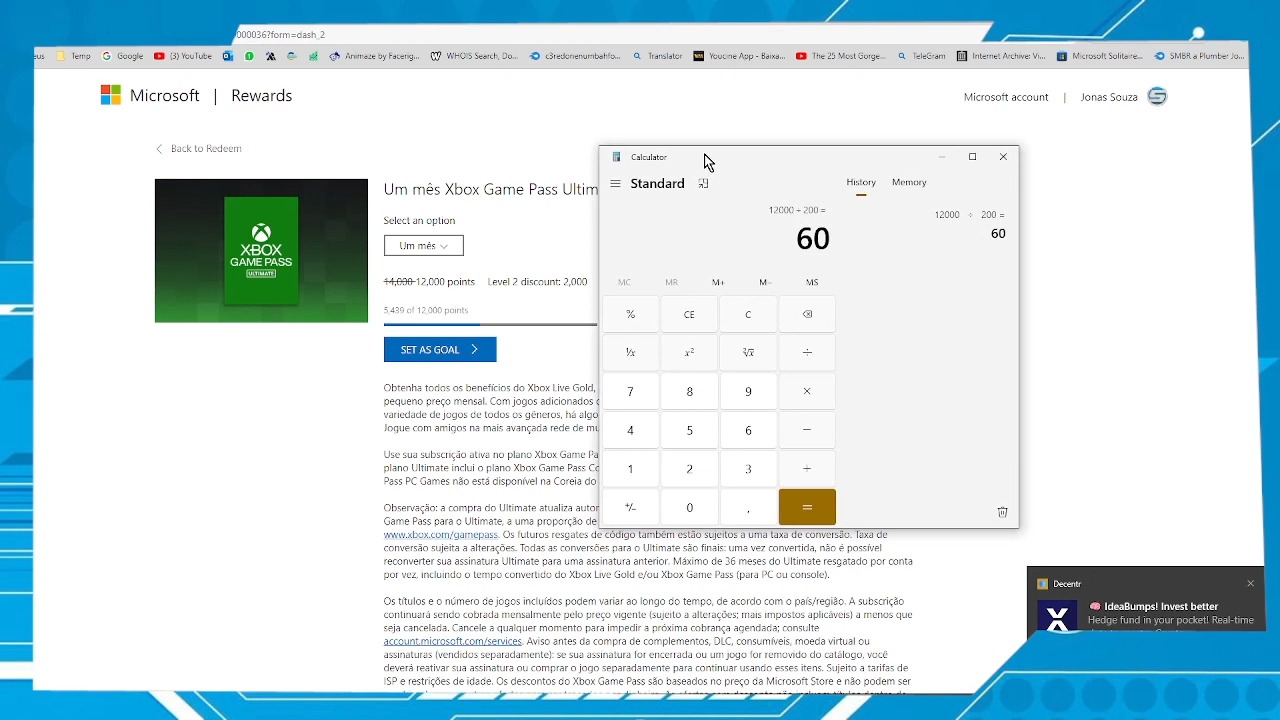 000036?form=dash_2
eus Temp Google (3) YouTube Animaze by Facerig... WHOIS Search, Do... c3redonenumbahfo... Translator Youcine App - Baixa... The 25 Most Gorge... TeleGram Internet Archive: Vi... Microsoft Solitaire... SMBR a Plumber Jo...
Microsoft | Rewards
Microsoft account | Jonas Souza
Back to Redeem
XBOX
GAME PASS
ULTIMATE
Um mês Xbox Game Pass Ultim
Select an option
Um mês
14,000 12,000 points Level 2 discount: 2,000
5,439 of 12,000 points
SET AS GOAL
Obtenha todos os benefícios do Xbox Live Gold,
pequeno preço mensal. Com jogos adicionados
variedade de jogos de todos os gêneros, há algo
Jogue com amigos na mais avançada rede de mu
Use sua subscrição ativa no plano Xbox Game Pa
plano Ultimate inclui o plano Xbox Game Pass Co
Pass PC Games não está disponível na Coreia do
Observação: a compra do Ultimate atualiza autor
Game Pass para o Ultimate, a uma proporção de
www.xbox.com/gamepass. Os futuros resgates de código também estão sujeitos a uma taxa de conversão. Taxa de
conversão sujeita a alterações. Todas as conversões para o Ultimate são finais: uma vez convertida, não é possível
reconverter sua assinatura Ultimate para uma assinatura anterior. Máximo de 36 meses do Ultimate resgatado por conta
por vez, incluindo o tempo convertido do Xbox Live Gold e/ou Xbox Game Pass (para PC ou console).
Os títulos e o número de jogos incluídos podem variar ao longo do tempo, de acordo com o país/região. A subscrição
continuará sendo cobrada mensalmente pelo preço vigente (sujeito a alterações; mais impostos aplicáveis) a menos que
seja cancelada. Cancele a qualquer momento para impedir a próxima cobrança agendada; consulte
account.microsoft.com/services. Aviso antes da compra de complementos, DLC, consumíveis, moeda virtual ou
assinaturas (vendidos separadamente): se sua assinatura for encerrada ou um jogo for removido do catálogo, você
deverá reativar sua assinatura ou comprar o jogo separadamente para continuar usando esses itens. Sujeito a tarifas de
ISP e restrições de idade. Os descontos do Xbox Game Pass são baseados no preço da Microsoft Store e não podem ser
Calculator
Standard
History Memory
12000 ÷ 200 =
60
12000 ÷ 200 =
60
MC MR M+ M− MS
% CE C
¹/x x² ²√x ÷
7 8 9 ×
4 5 6 −
1 2 3 +
+/− 0 , =
Decentr
IdeaBumps! Invest better
Hedge fund in your pocket! Real-time